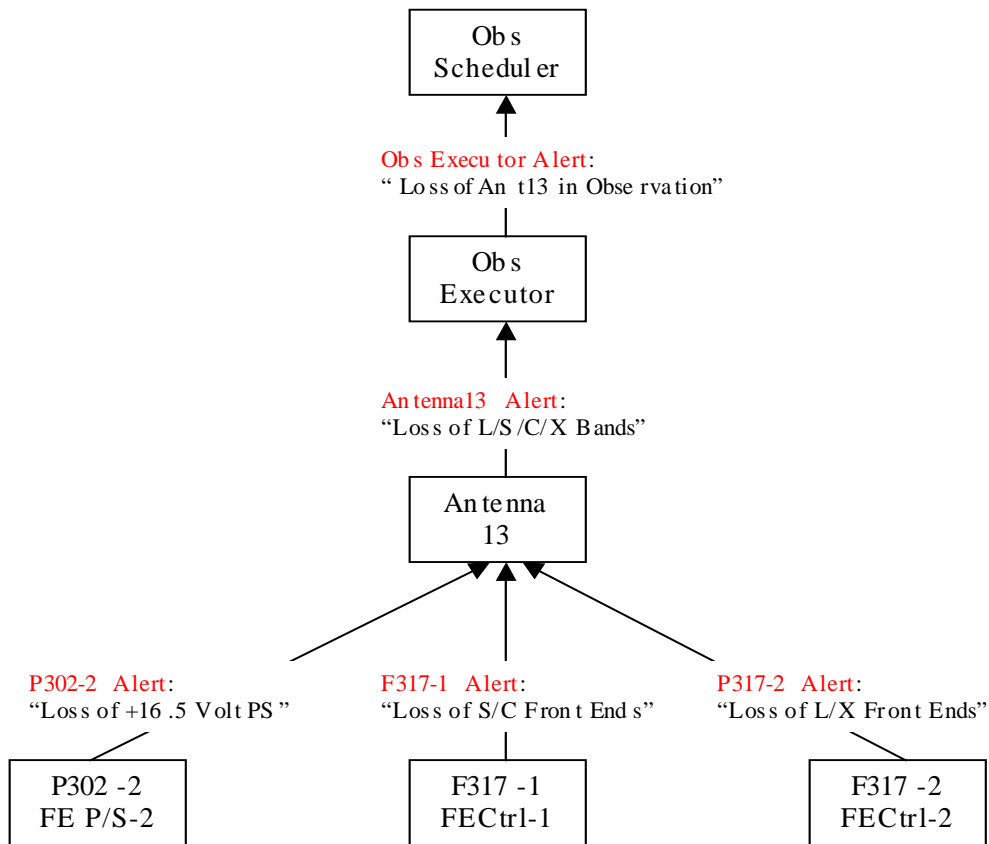 Obs
Scheduler
Obs Executor Alert:
“Loss of Ant13 in Observation”
Obs
Executor
Antenna13 Alert:
“Loss of L/S/C/X Bands”
Antenna
13
P302-2 Alert:
“Loss of +16.5 Volt PS”
F317-1 Alert:
“Loss of S/C Front Ends”
P317-2 Alert:
“Loss of L/X Front Ends”
P302-2
FE P/S-2
F317-1
FECtrl-1
F317-2
FECtrl-2